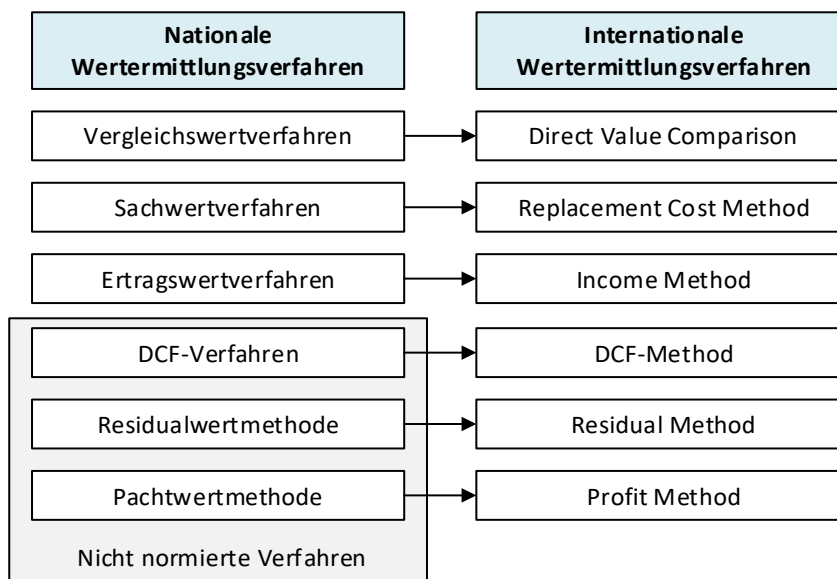 Nationale
Wertermittlungsverfahren
Internationale
Wertermittlungsverfahren
Vergleichswertverfahren
Direct Value Comparison
Sachwertverfahren
Replacement Cost Method
Ertragswertverfahren
Income Method
DCF-Verfahren
DCF-Method
Residualwertmethode
Residual Method
Pachtwertmethode
Profit Method
Nicht normierte Verfahren